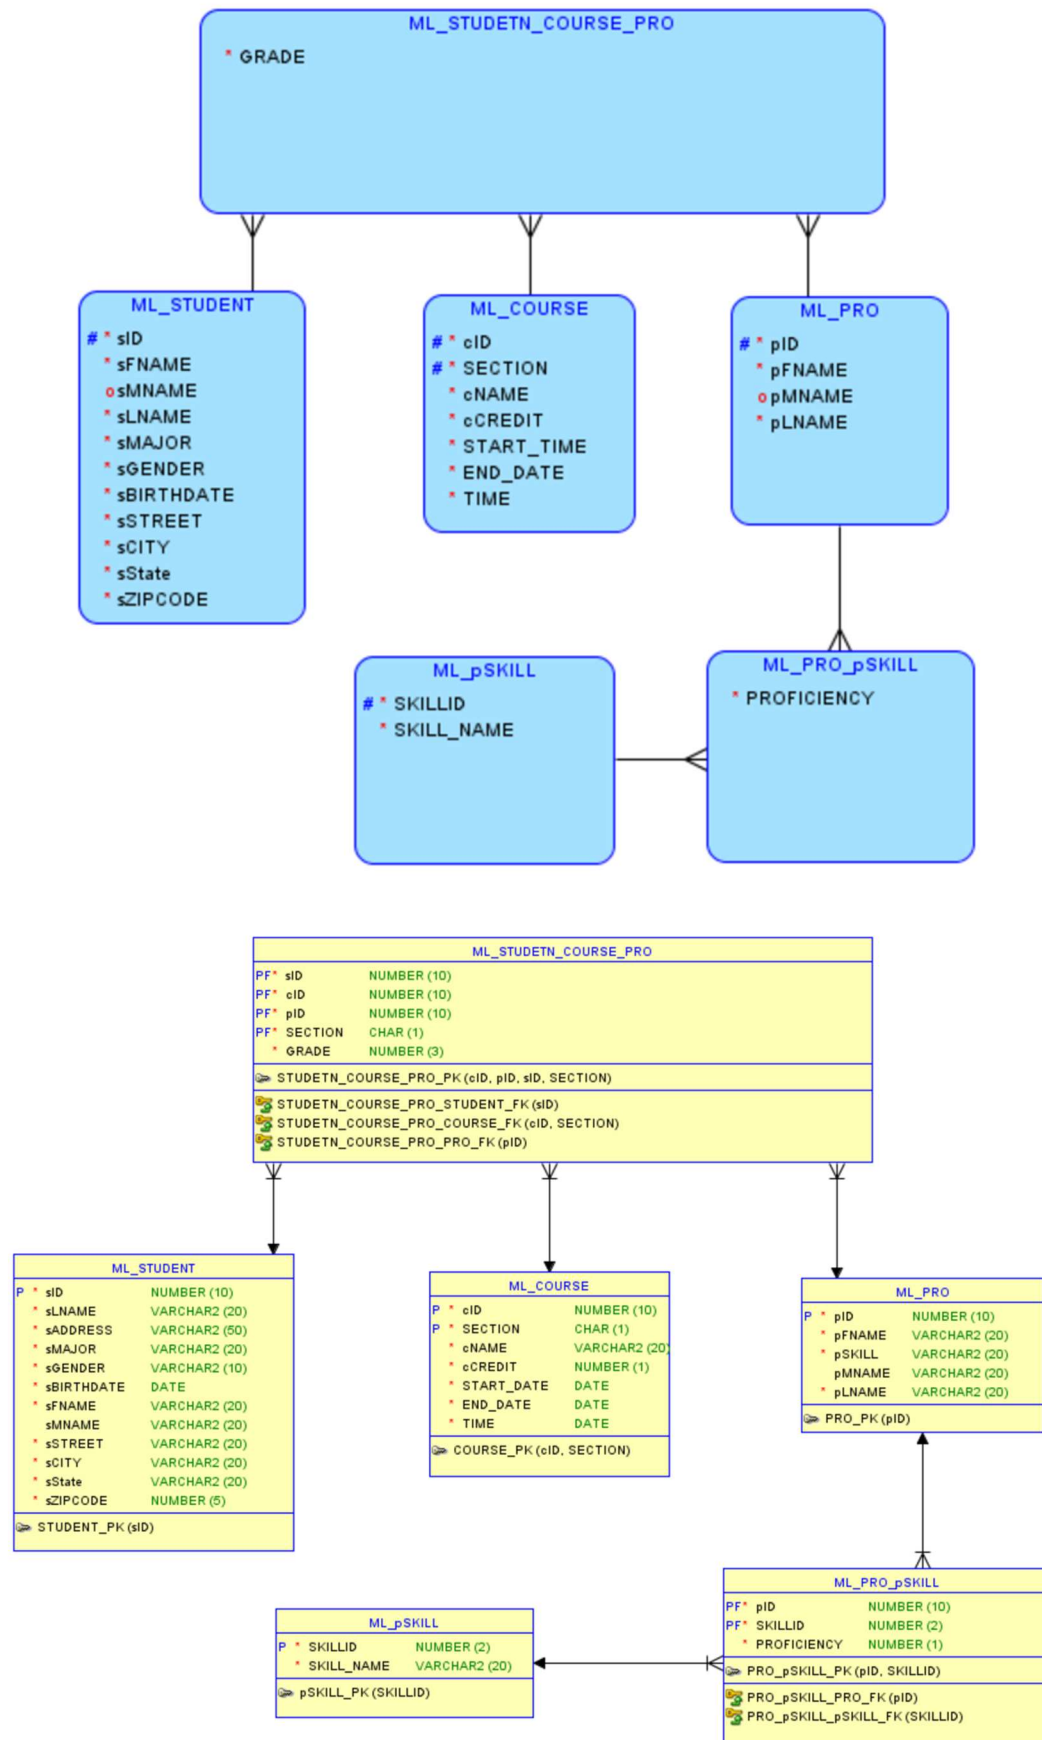 ML_STUDETN_COURSE_PRO
* GRADE
ML_STUDENT
# * sID
* sFNAME
o sMNAME
* sLNAME
* sMAJOR
* sGENDER
* sBIRTHDATE
* sSTREET
* sCITY
* sState
* sZIPCODE
ML_COURSE
# * cID
# * SECTION
* cNAME
* cCREDIT
* START_TIME
* END_DATE
* TIME
ML_PRO
# * pID
* pFNAME
o pMNAME
* pLNAME
ML_pSKILL
# * SKILLID
* SKILL_NAME
ML_PRO_pSKILL
* PROFICIENCY
ML_STUDETN_COURSE_PRO
PF* sID NUMBER (10)
PF* cID NUMBER (10)
PF* pID NUMBER (10)
PF* SECTION CHAR (1)
* GRADE NUMBER (3)
STUDETN_COURSE_PRO_PK (cID, pID, sID, SECTION)
STUDETN_COURSE_PRO_STUDENT_FK (sID)
STUDETN_COURSE_PRO_COURSE_FK (cID, SECTION)
STUDETN_COURSE_PRO_PRO_FK (pID)
ML_STUDENT
P * sID NUMBER (10)
* sLNAME VARCHAR2 (20)
* sADDRESS VARCHAR2 (50)
* sMAJOR VARCHAR2 (20)
* sGENDER VARCHAR2 (10)
* sBIRTHDATE DATE
* sFNAME VARCHAR2 (20)
sMNAME VARCHAR2 (20)
* sSTREET VARCHAR2 (20)
* sCITY VARCHAR2 (20)
* sState VARCHAR2 (20)
* sZIPCODE NUMBER (5)
STUDENT_PK (sID)
ML_COURSE
P * cID NUMBER (10)
P * SECTION CHAR (1)
* cNAME VARCHAR2 (20)
* cCREDIT NUMBER (1)
* START_DATE DATE
* END_DATE DATE
* TIME DATE
COURSE_PK (cID, SECTION)
ML_PRO
P * pID NUMBER (10)
* pFNAME VARCHAR2 (20)
* pSKILL VARCHAR2 (20)
pMNAME VARCHAR2 (20)
* pLNAME VARCHAR2 (20)
PRO_PK (pID)
ML_pSKILL
P * SKILLID NUMBER (2)
* SKILL_NAME VARCHAR2 (20)
pSKILL_PK (SKILLID)
ML_PRO_pSKILL
PF* pID NUMBER (10)
PF* SKILLID NUMBER (2)
* PROFICIENCY NUMBER (1)
PRO_pSKILL_PK (pID, SKILLID)
PRO_pSKILL_PRO_FK (pID)
PRO_pSKILL_pSKILL_FK (SKILLID)